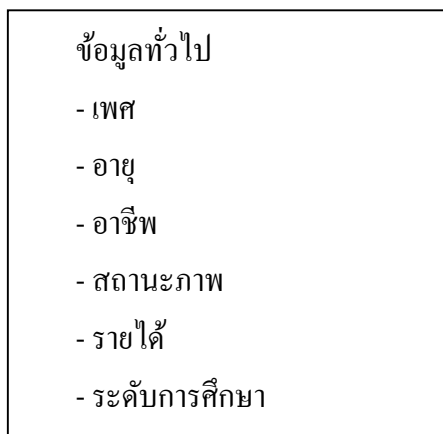 ข้อมูลทั่วไป
- เพศ
- อายุ
- อาชีพ
- สถานะภาพ
- รายได้
- ระดับการศึกษา